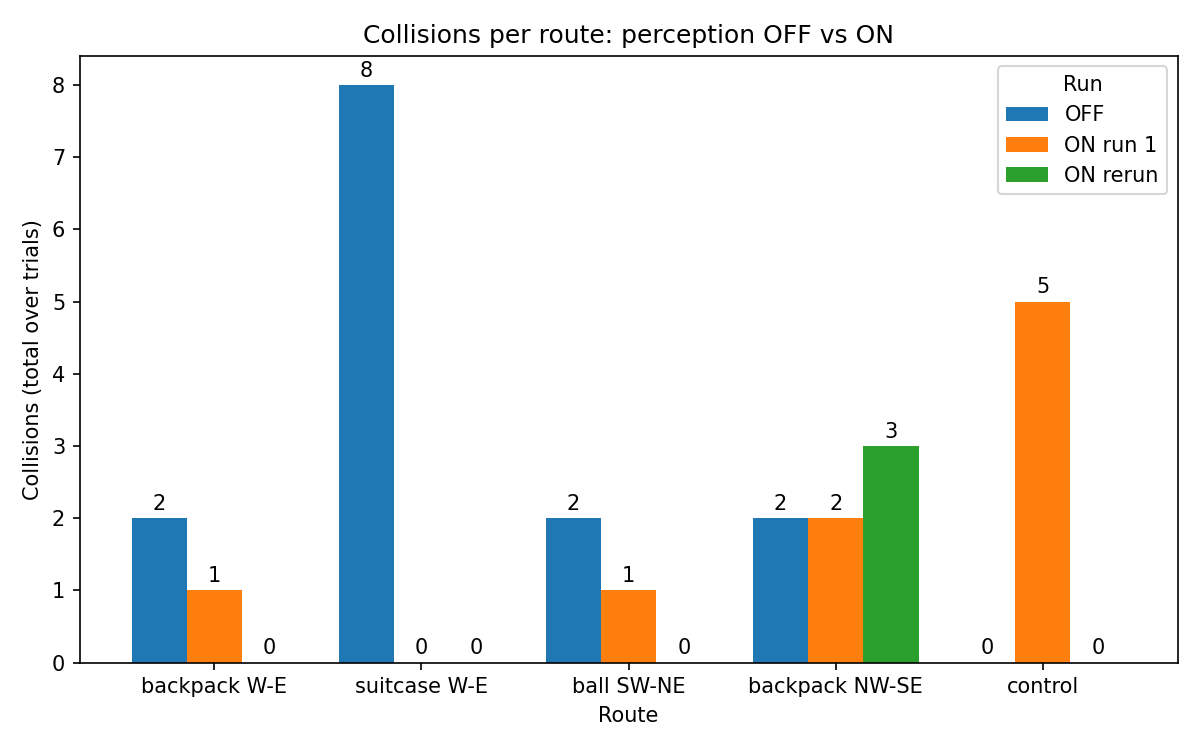 Collisions per route: perception OFF vs ON
Collisions (total over trials)
8
7
6
5
4
3
2
1
0
Run
OFF
ON run 1
ON rerun
2
1
0
8
0
0
2
1
0
2
2
3
0
5
0
backpack W-E
suitcase W-E
ball SW-NE
backpack NW-SE
control
Route